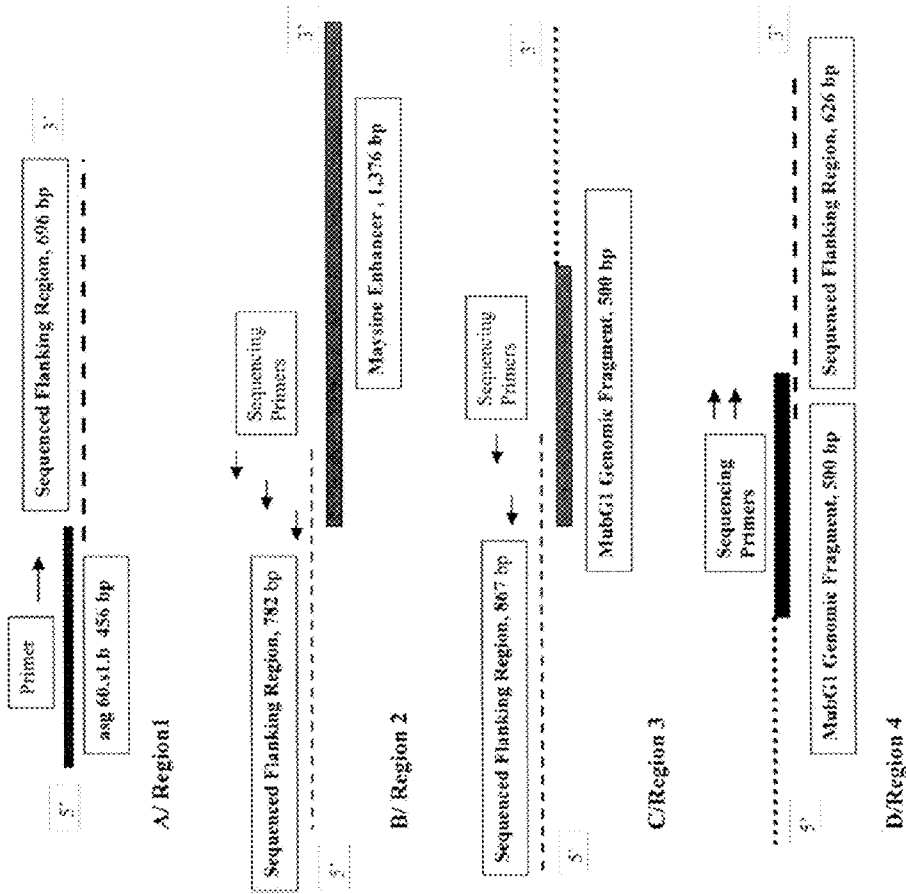 5'
Primer
Sequenced Flanking Region, 696 bp
3'
asg 60.s1.b 456 bp
A/ Region1
Sequencing
Primers
Sequenced Flanking Region, 782 bp
3'
5'
Maysine Enhancer , 1,376 bp
B/ Region 2
Sequencing
Primers
Sequenced Flanking Region, 867 bp
3'
5'
MubG1 Genomic Fragment, 500 bp
C/Region 3
Sequencing
Primers
3'
5'
MubG1 Genomic Fragment, 500 bp
Sequenced Flanking Region, 626 bp
D/Region 4